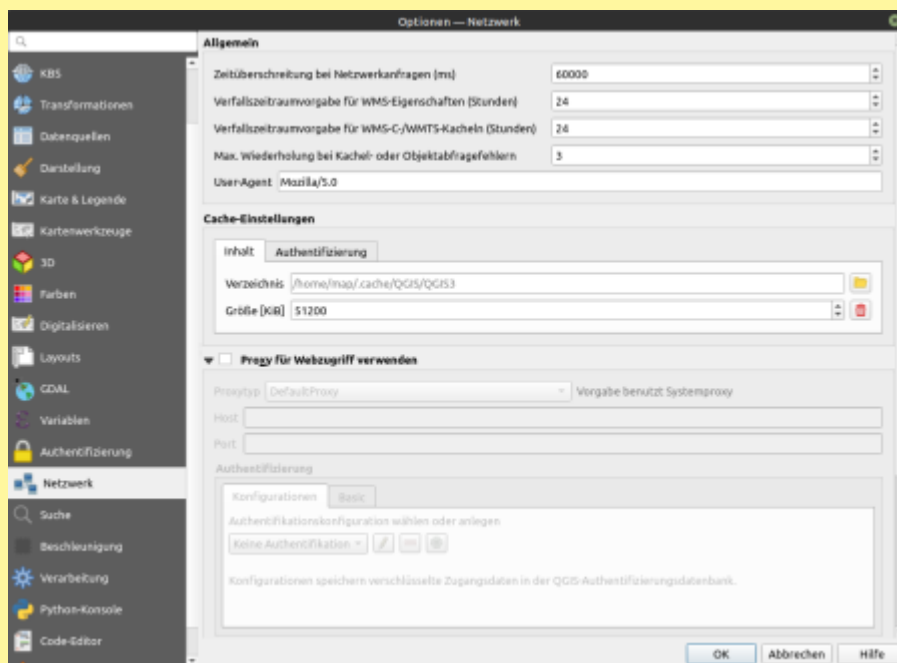 Optionen — Netzwerk
Allgemein
KBS
Zeitüberschreitung bei Netzwerkanfragen (ms) 60000
Transformationen
Verfallszeitraumvorgabe für WMS-Eigenschaften (Stunden) 24
Datenquellen
Verfallszeitraumvorgabe für WMS-C-/WMTS-Kacheln (Stunden) 24
Darstellung
Max. Wiederholung bei Kachel- oder Objektabfragefehlern 3
User-Agent Mozilla/5.0
Karte & Legende
Cache-Einstellungen
Kartenwerkzeuge
Inhalt Authentifizierung
3D
Verzeichnis /home/map/.cache/QGIS/QGIS3
Farben
Größe [KiB] 51200
Digitalisieren
Layouts
Proxy für Webzugriff verwenden
GDAL
Proxytyp DefaultProxy Vorgabe benutzt Systemproxy
Host
Variablen
Port
Authentifizierung
Authentifizierung
Netzwerk
Konfigurationen Basic
Suche
Authentifikationskonfiguration wählen oder anlegen
Keine Authentifikation
Beschleunigung
Verarbeitung
Konfigurationen speichern verschlüsselte Zugangsdaten in der QGIS-Authentifizierungsdatenbank.
Python-Konsole
Code-Editor
OK Abbrechen Hilfe